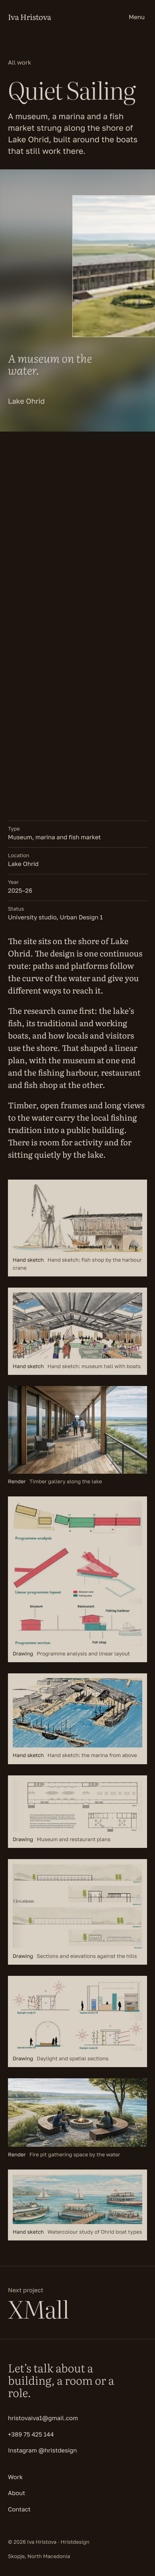 Iva Hristova
Menu
All work
Quiet Sailing
A museum, a marina and a fish
market strung along the shore of
Lake Ohrid, built around the boats
that still work there.
A museum on the
water.
Lake Ohrid
Type
Museum, marina and fish market
Location
Lake Ohrid
Year
2025–26
Status
University studio, Urban Design 1
The site sits on the shore of Lake
Ohrid. The design is one continuous
route: paths and platforms follow
the curve of the water and give you
different ways to reach it.
The research came first: the lake’s
fish, its traditional and working
boats, and how locals and visitors
use the shore. That shaped a linear
plan, with the museum at one end
and the fishing harbour, restaurant
and fish shop at the other.
Timber, open frames and long views
to the water carry the local fishing
tradition into a public building.
There is room for activity and for
sitting quietly by the lake.
Hand sketch Hand sketch: fish shop by the harbour
crane
Hand sketch Hand sketch: museum hall with boats
Render Timber gallery along the lake
Programme analysis
Linear programme layout
Museum
Restaurant
Fishing harbour
Fish shop
Programme section
Drawing Programme analysis and linear layout
Hand sketch Hand sketch: the marina from above
Drawing Museum and restaurant plans
Elevations
Drawing Sections and elevations against the hills
Drawing Daylight and spatial sections
Render Fire pit gathering space by the water
Hand sketch Watercolour study of Ohrid boat types
Next project
XMall
Let’s talk about a
building, a room or a
role.
hristovaiva1@gmail.com
+389 75 425 144
Instagram @hristdesign
Work
About
Contact
© 2026 Iva Hristova · Hristdesign
Skopje, North Macedonia